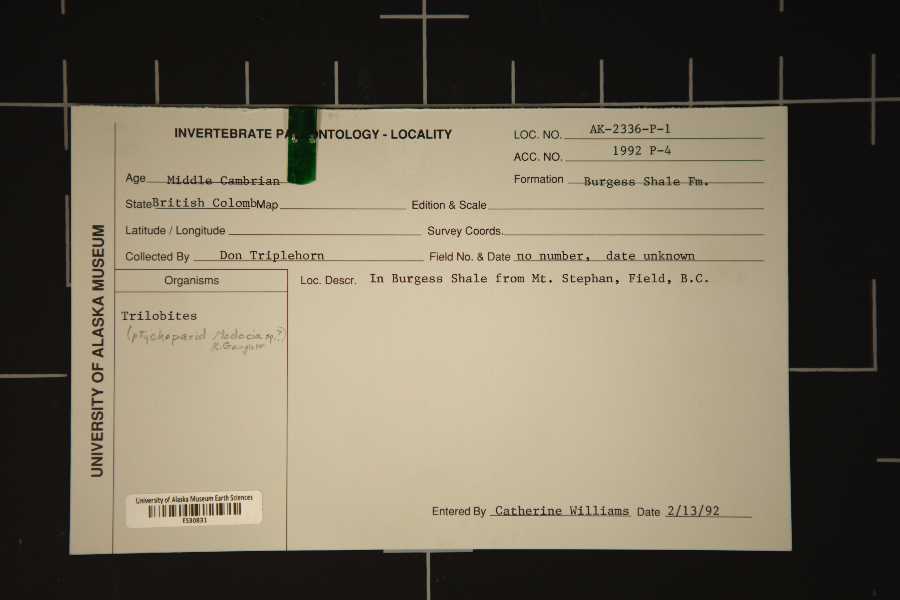 INVERTEBRATE PA ONTOLOGY - LOCALITY
LOC. NO. AK-2336-P-1
ACC. NO. 1992 P-4
Age Middle Cambrian
Formation Burgess Shale Fm.
State British Colomb Map Edition & Scale
Latitude / Longitude Survey Coords.
Collected By Don Triplehorn Field No. & Date no number, date unknown
UNIVERSITY OF ALASKA MUSEUM
Organisms
Loc. Descr. In Burgess Shale from Mt. Stephan, Field, B.C.
Trilobites
(ptychoparid Modocia sp.?)
University of Alaska Museum Earth Sciences
ES30831
Entered By Catherine Williams Date 2/13/92